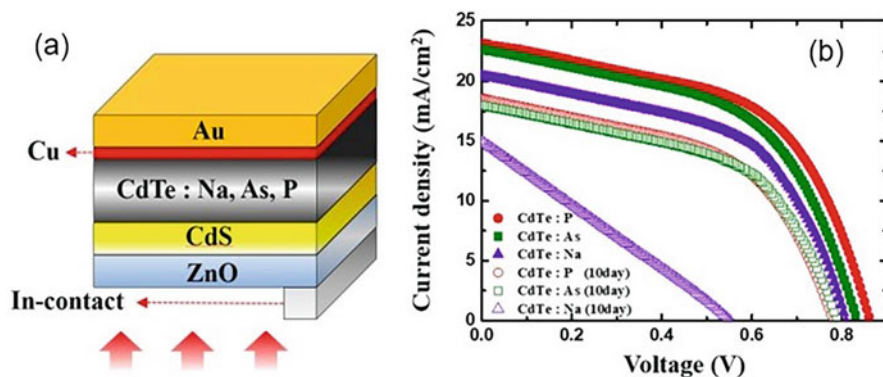 (a)
Au
Cu
CdTe : Na, As, P
CdS
ZnO
In-contact
(b)
Current density (mA/cm²)
25
20
15
10
5
0
CdTe : P
CdTe : As
CdTe : Na
CdTe : P (10day)
CdTe : As (10day)
CdTe : Na (10day)
0.0 0.2 0.4 0.6 0.8
Voltage (V)